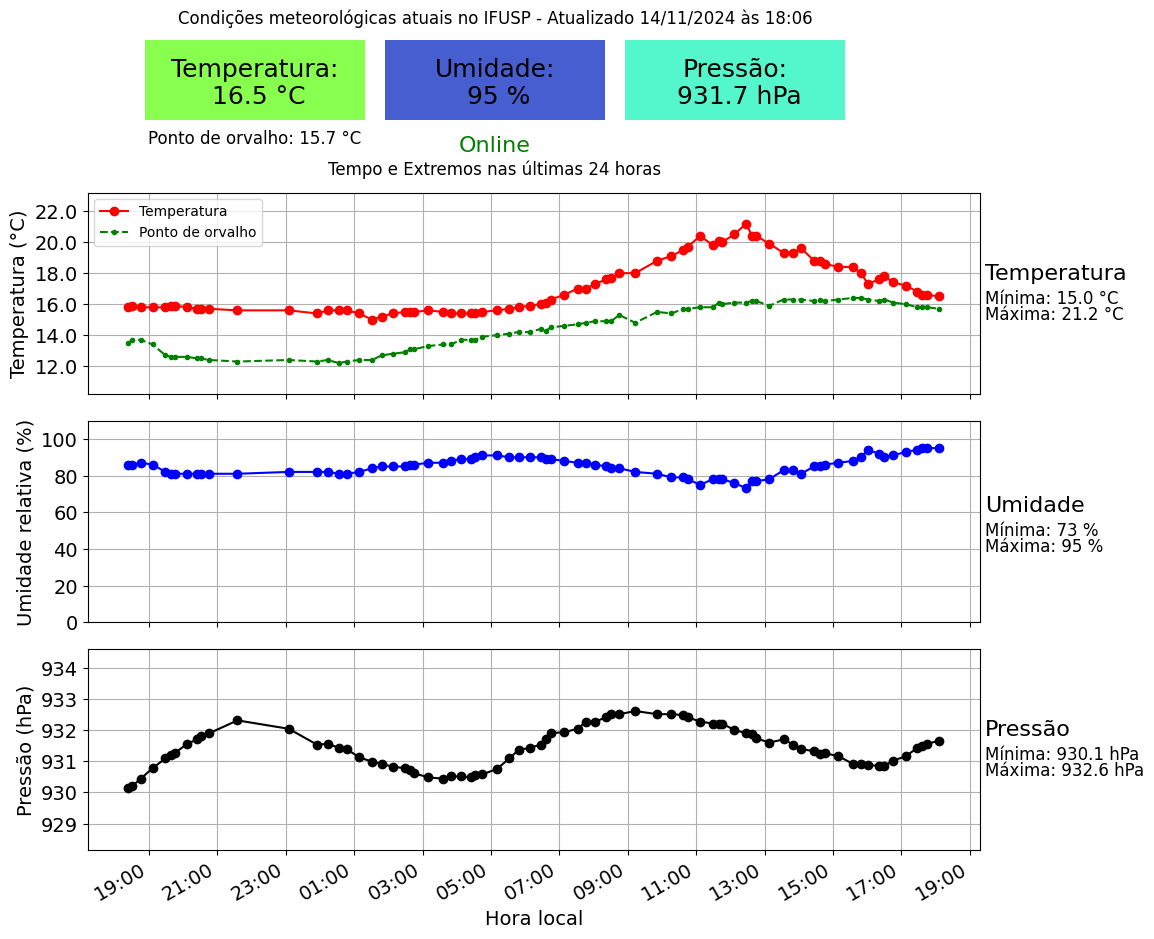 Condições meteorológicas atuais no IFUSP - Atualizado 14/11/2024 às 18:06
Temperatura:
16.5 °C
Umidade:
95 %
Pressão:
931.7 hPa
Ponto de orvalho: 15.7 °C
Online
Tempo e Extremos nas últimas 24 horas
Temperatura (°C)
22.0
20.0
18.0
16.0
14.0
12.0
Temperatura
Ponto de orvalho
Temperatura
Mínima: 15.0 °C
Máxima: 21.2 °C
Umidade relativa (%)
100
80
60
40
20
0
Umidade
Mínima: 73 %
Máxima: 95 %
Pressão (hPa)
934
933
932
931
930
929
Pressão
Mínima: 930.1 hPa
Máxima: 932.6 hPa
19:00
21:00
23:00
01:00
03:00
05:00
07:00
09:00
11:00
13:00
15:00
17:00
19:00
Hora local